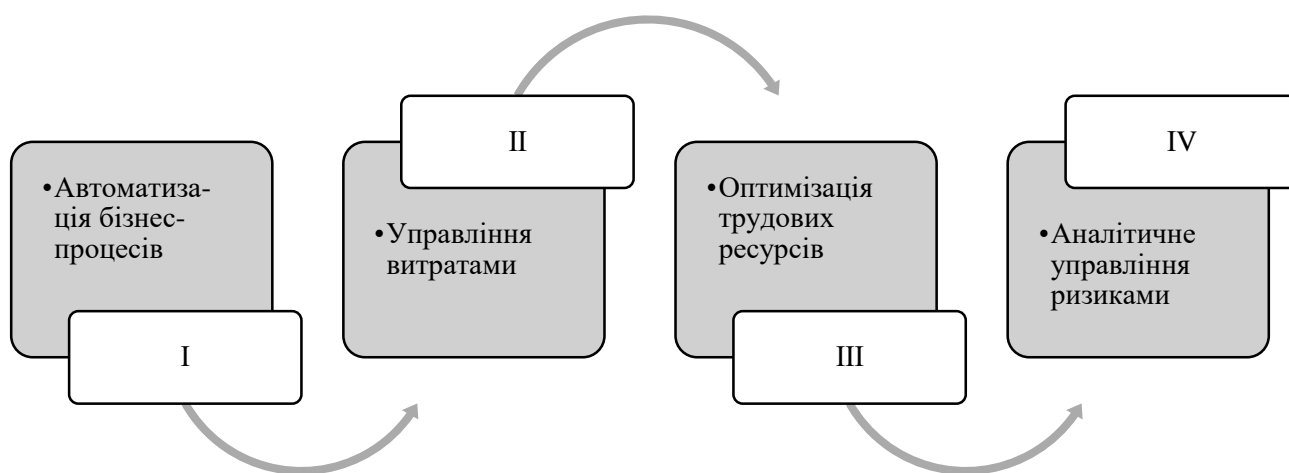 •Автоматиза-
ція бізнес-
процесів
I
II
•Управління
витратами
•Оптимізація
трудових
ресурсів
III
IV
•Аналітичне
управління
ризиками